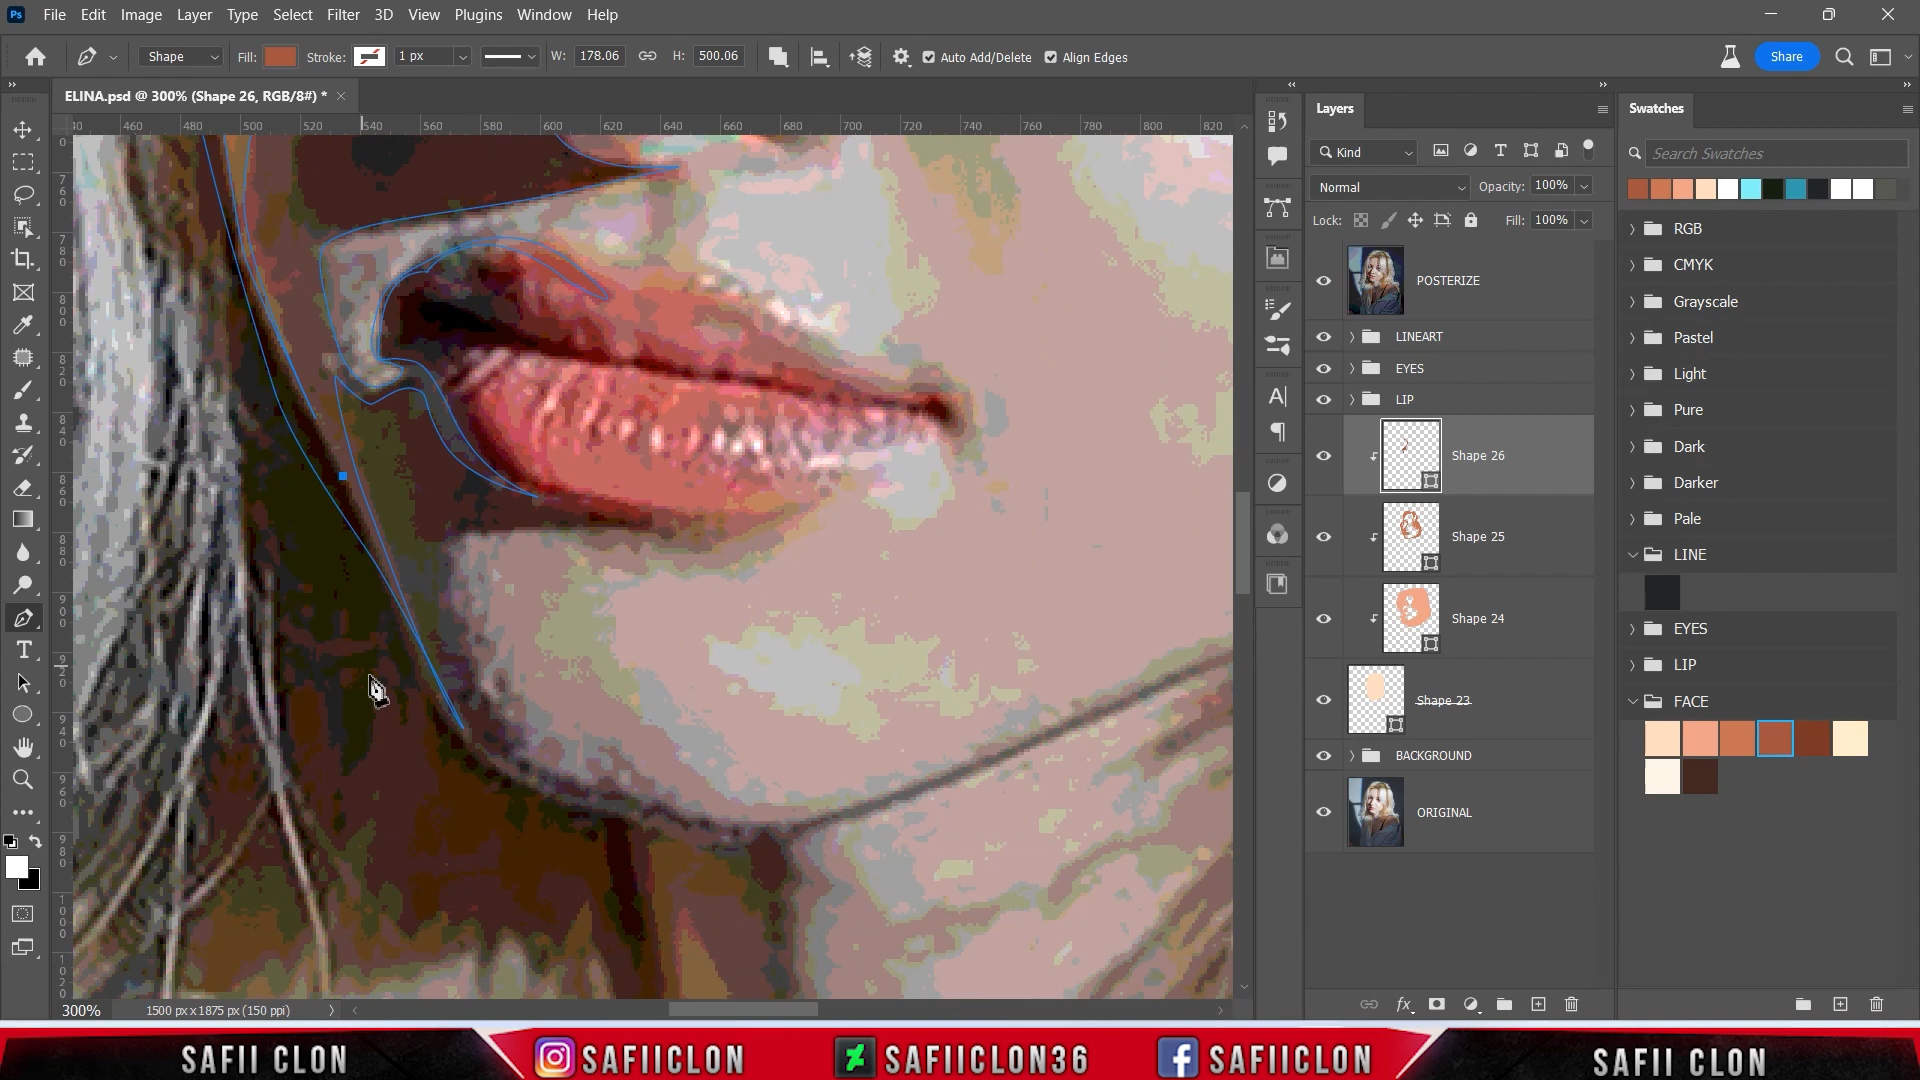 File Edit Image Layer Type Select Filter 3D View Plugins Window Help
Shape Fill: Stroke: 1 px W: 178.06 H: 500.06 Auto Add/Delete Align Edges Share
ELINA.psd @ 300% (Shape 26, RGB/8#) *
460 480 500 520 540 560 580 600 620 640 660 680 700 720 740 760 780 800 820
Layers
Kind
Normal Opacity: 100%
Lock: Fill: 100%
POSTERIZE
LINEART
EYES
LIP
Shape 26
Shape 25
Shape 24
Shape 23
BACKGROUND
ORIGINAL
Swatches
Search Swatches
RGB
CMYK
Grayscale
Pastel
Light
Pure
Dark
Darker
Pale
LINE
EYES
LIP
FACE
300% 1500 px x 1875 px (150 ppi)
SAFII CLON SAFIICLON SAFIICLON36 SAFIICLON SAFII CLON